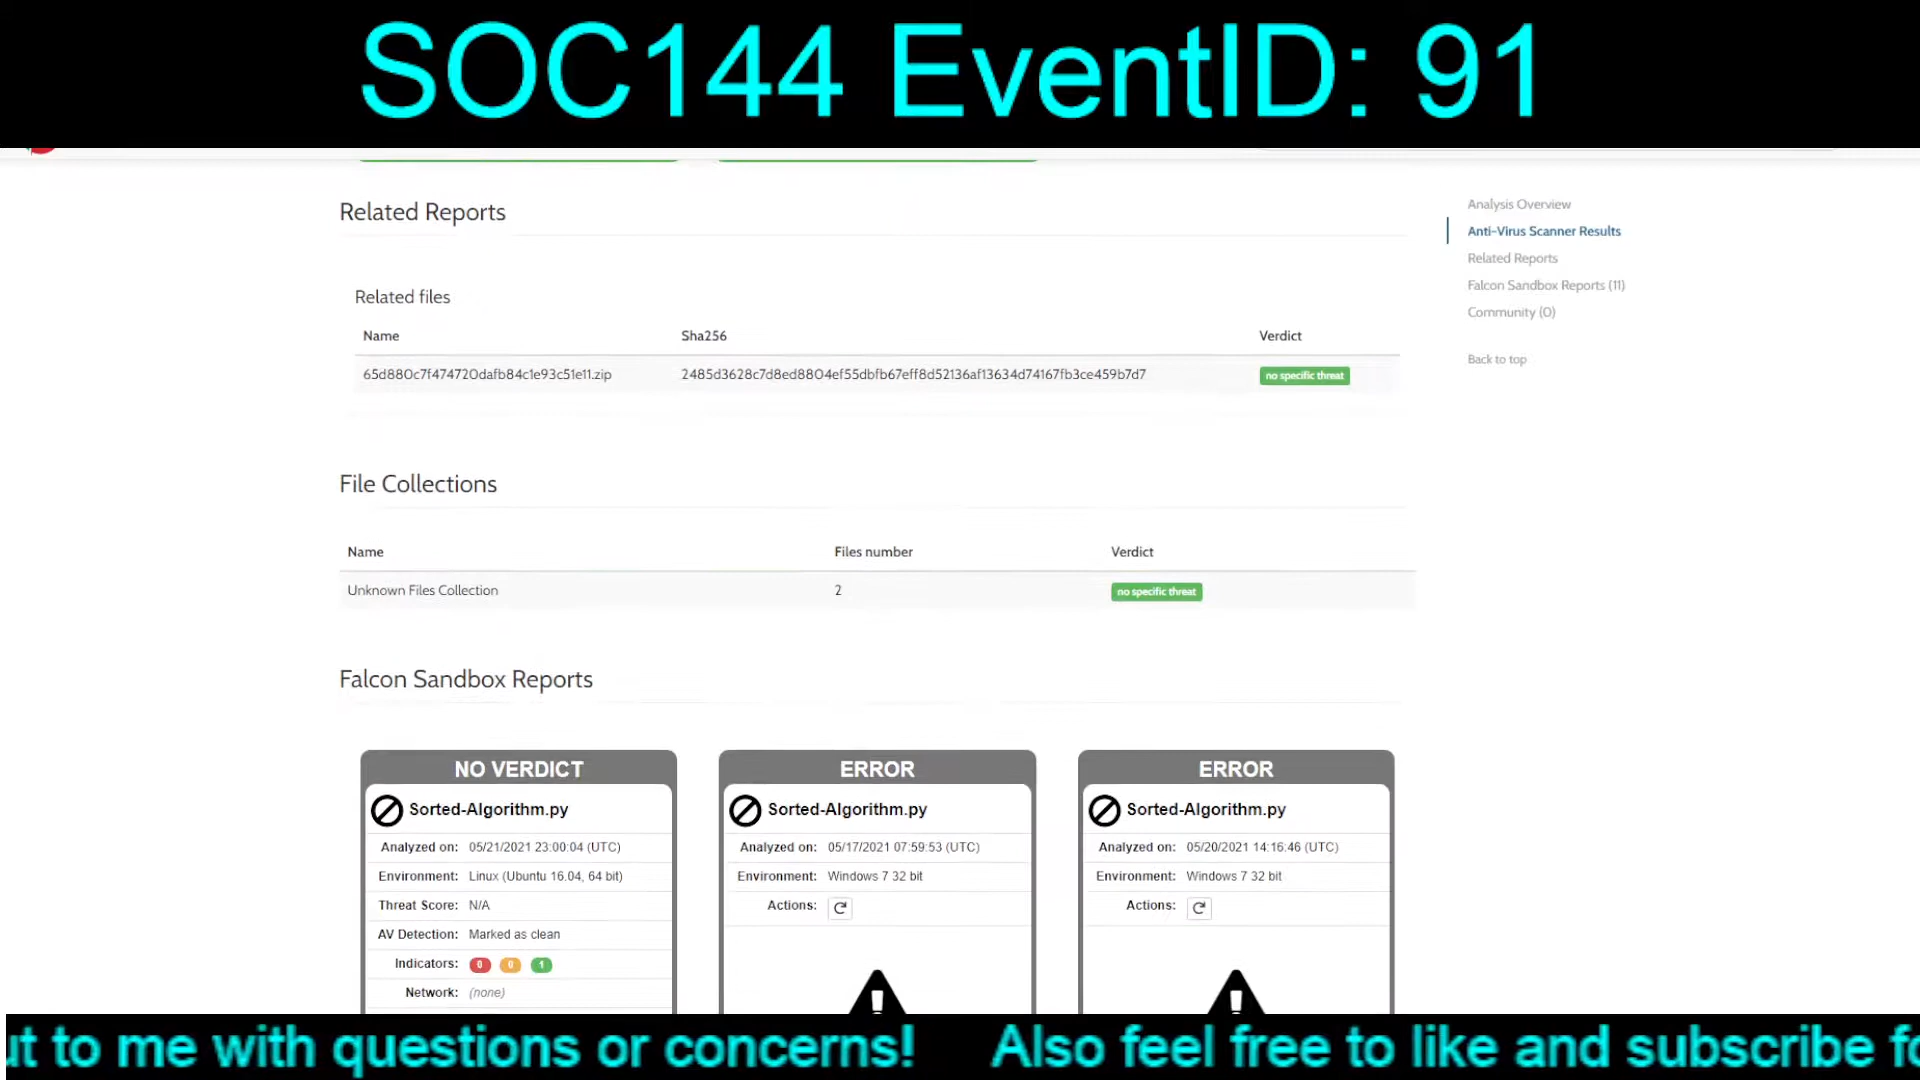 SOC144 EventID: 91
Related Reports
Analysis Overview
Anti-Virus Scanner Results
Related Reports
Falcon Sandbox Reports (11)
Community (0)
Back to top
Related files
Name Sha256 Verdict
65d880c7f474720dafb84c1e93c51e11.zip 2485d3628c7d8ed8804ef55dbfb67eff8d52136af13634d74167fb3ce459b7d7 no specific threat
File Collections
Name Files number Verdict
Unknown Files Collection 2 no specific threat
Falcon Sandbox Reports
NO VERDICT
Sorted-Algorithm.py
Analyzed on: 05/21/2021 23:00:04 (UTC)
Environment: Linux (Ubuntu 16.04, 64 bit)
Threat Score: N/A
AV Detection: Marked as clean
Indicators: 0 0 1
Network: (none)
ERROR
Sorted-Algorithm.py
Analyzed on: 05/17/2021 07:59:53 (UTC)
Environment: Windows 7 32 bit
Actions:
ERROR
Sorted-Algorithm.py
Analyzed on: 05/20/2021 14:16:46 (UTC)
Environment: Windows 7 32 bit
Actions:
ut to me with questions or concerns! Also feel free to like and subscribe fo